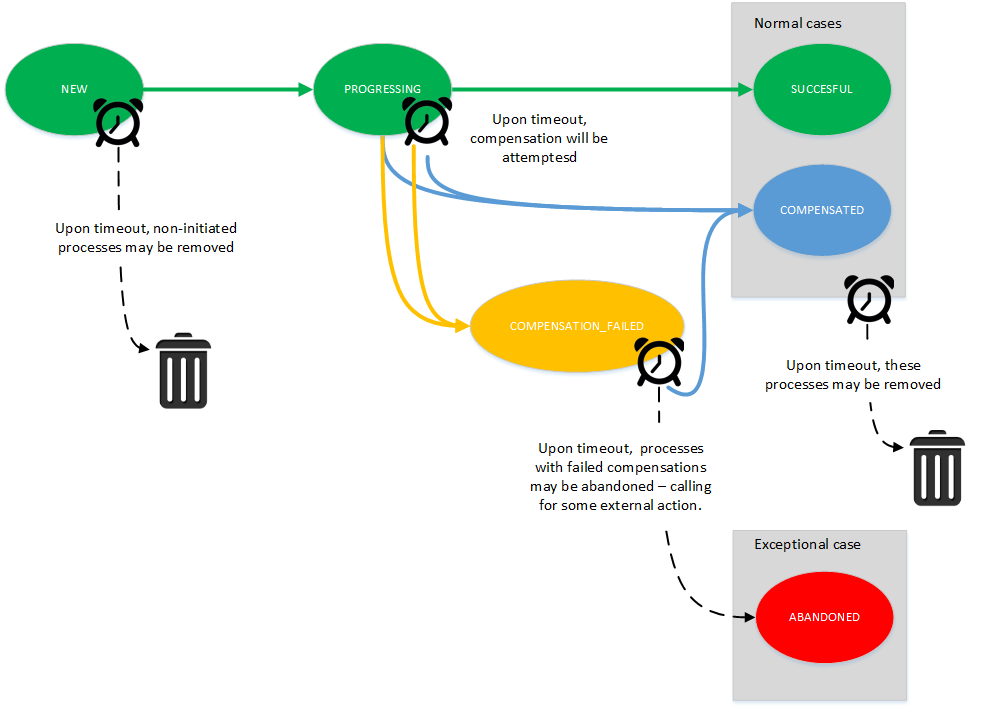 Normal cases
NEW
PROGRESSING
SUCCESFUL
Upon timeout,
compensation will be
attemptesd
COMPENSATED
Upon timeout, non-initiated
processes may be removed
COMPENSATION_FAILED
Upon timeout, these
processes may be removed
Upon timeout,  processes
with failed compensations
may be abandoned – calling
for some external action.
Exceptional case
ABANDONED